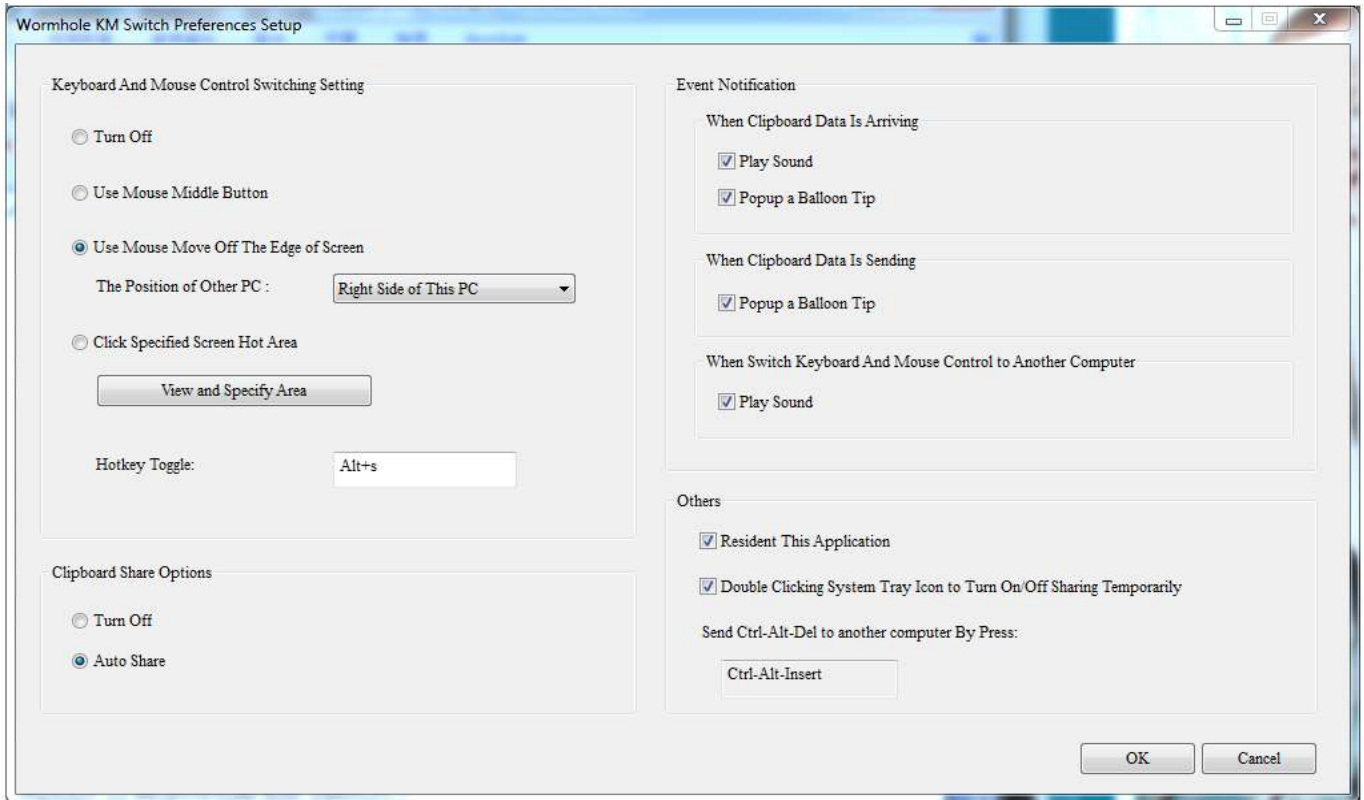 Wormhole KM Switch Preferences Setup
Keyboard And Mouse Control Switching Setting
Turn Off
Use Mouse Middle Button
Use Mouse Move Off The Edge of Screen
The Position of Other PC :
Right Side of This PC
Click Specified Screen Hot Area
View and Specify Area
Hotkey Toggle:
Alt+s
Clipboard Share Options
Turn Off
Auto Share
Event Notification
When Clipboard Data Is Arriving
Play Sound
Popup a Balloon Tip
When Clipboard Data Is Sending
Popup a Balloon Tip
When Switch Keyboard And Mouse Control to Another Computer
Play Sound
Others
Resident This Application
Double Clicking System Tray Icon to Turn On/Off Sharing Temporarily
Send Ctrl-Alt-Del to another computer By Press:
Ctrl-Alt-Insert
OK
Cancel